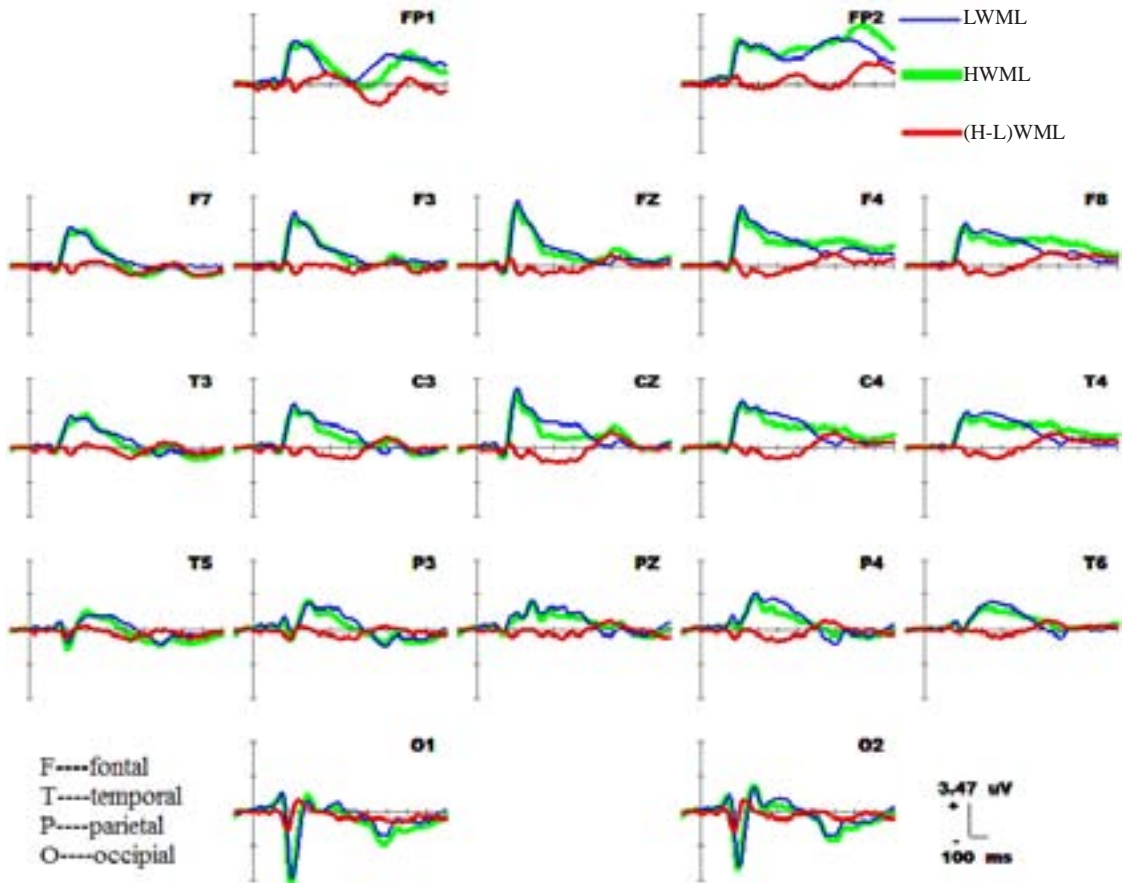 FP1
FP2
LWML
HWML
(H-L)WML
F7
F3
FZ
F4
F8
T3
C3
CZ
C4
T4
T5
P3
PZ
P4
T6
O1
O2
F----fontal
T----temporal
P----parietal
O----occipial
3.47 uV
+
-
100 ms